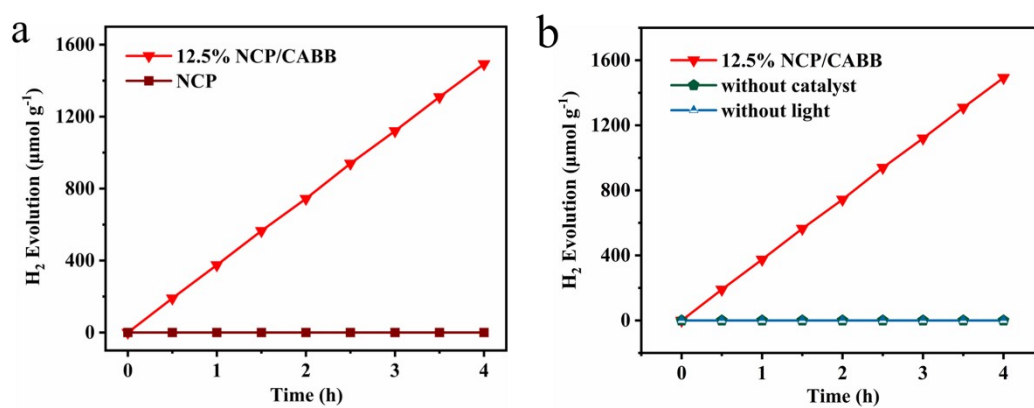 a
12.5% NCP/CABB
NCP
H₂ Evolution (μmol g⁻¹)
1600
1200
800
400
0
0 1 2 3 4
Time (h)
b
12.5% NCP/CABB
without catalyst
without light
H₂ Evolution (μmol g⁻¹)
1600
1200
800
400
0
0 1 2 3 4
Time (h)